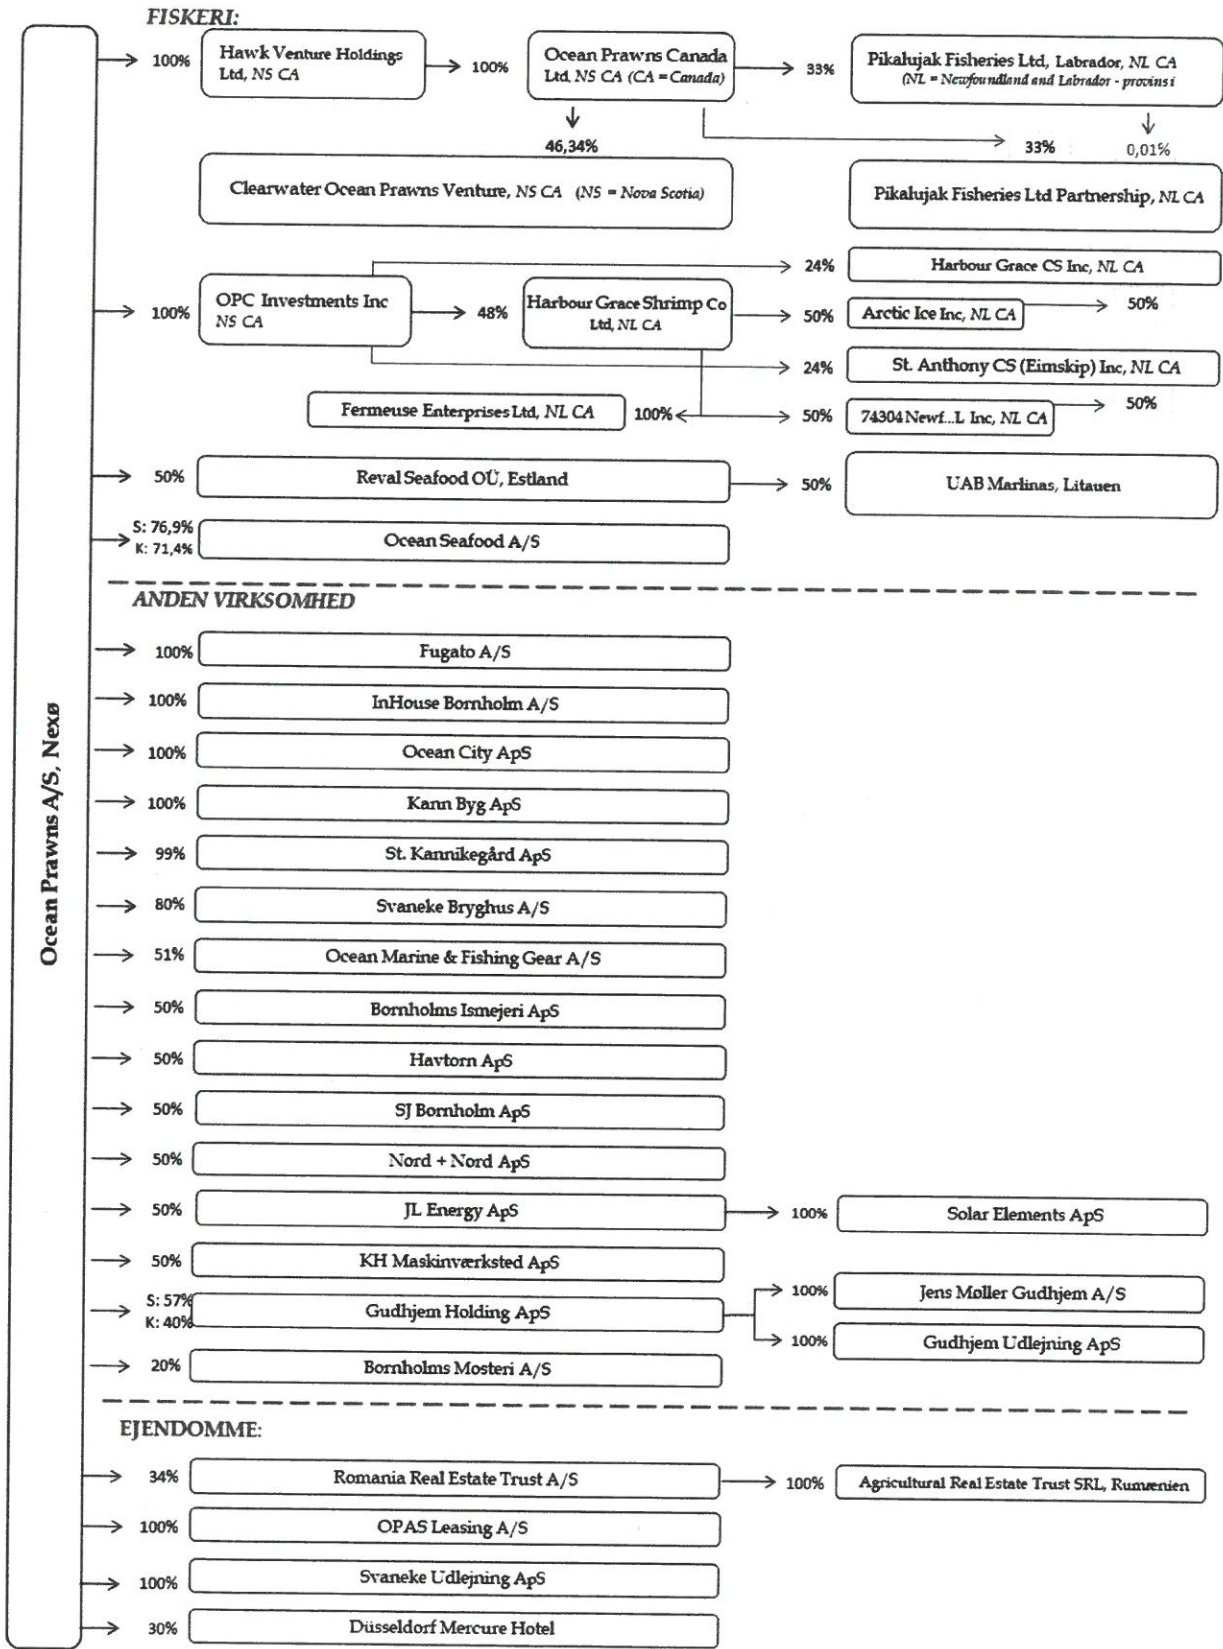 FISKERI:
100%
Hawk Venture Holdings
Ltd, NS CA
100%
Ocean Prawns Canada
Ltd, NS CA (CA = Canada)
33%
Pikalujak Fisheries Ltd, Labrador, NL CA
(NL = Newfoundland and Labrador - provinsi
46,34%
33%
0,01%
Clearwater Ocean Prawns Venture, NS CA (NS = Nova Scotia)
Pikalujak Fisheries Ltd Partnership, NL CA
24%
Harbour Grace CS Inc, NL CA
100%
OPC Investments Inc
NS CA
48%
Harbour Grace Shrimp Co
Ltd, NL CA
50%
Arctic Ice Inc, NL CA
50%
24%
St. Anthony CS (Eimskip) Inc, NL CA
Fermeuse Enterprises Ltd, NL CA
100%
50%
74304 Newf...L Inc, NL CA
50%
50%
Reval Seafood OÜ, Estland
50%
UAB Marlinas, Litauen
S: 76,9%
K: 71,4%
Ocean Seafood A/S
ANDEN VIRKSOMHED
100%
Fugato A/S
100%
InHouse Bornholm A/S
100%
Ocean City ApS
100%
Kann Byg ApS
99%
St. Kannikegård ApS
80%
Svaneke Bryghus A/S
Ocean Prawns A/S, Nexø
51%
Ocean Marine & Fishing Gear A/S
50%
Bornholms Ismejeri ApS
50%
Havtorn ApS
50%
SJ Bornholm ApS
50%
Nord + Nord ApS
50%
JL Energy ApS
100%
Solar Elements ApS
50%
KH Maskinværksted ApS
S: 57%
K: 40%
Gudhjem Holding ApS
100%
Jens Møller Gudhjem A/S
100%
Gudhjem Udlejning ApS
20%
Bornholms Mosteri A/S
EJENDOMME:
34%
Romania Real Estate Trust A/S
100%
Agricultural Real Estate Trust SRL, Rumænien
100%
OPAS Leasing A/S
100%
Svaneke Udlejning ApS
30%
Düsseldorf Mercure Hotel